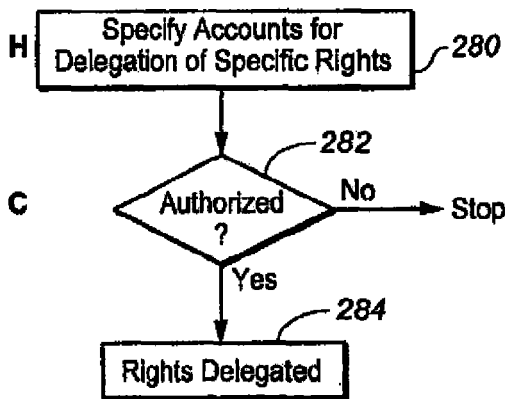 H
Specify Accounts for
Delegation of Specific Rights
280
282
C
Authorized
?
No
Stop
Yes
284
Rights Delegated